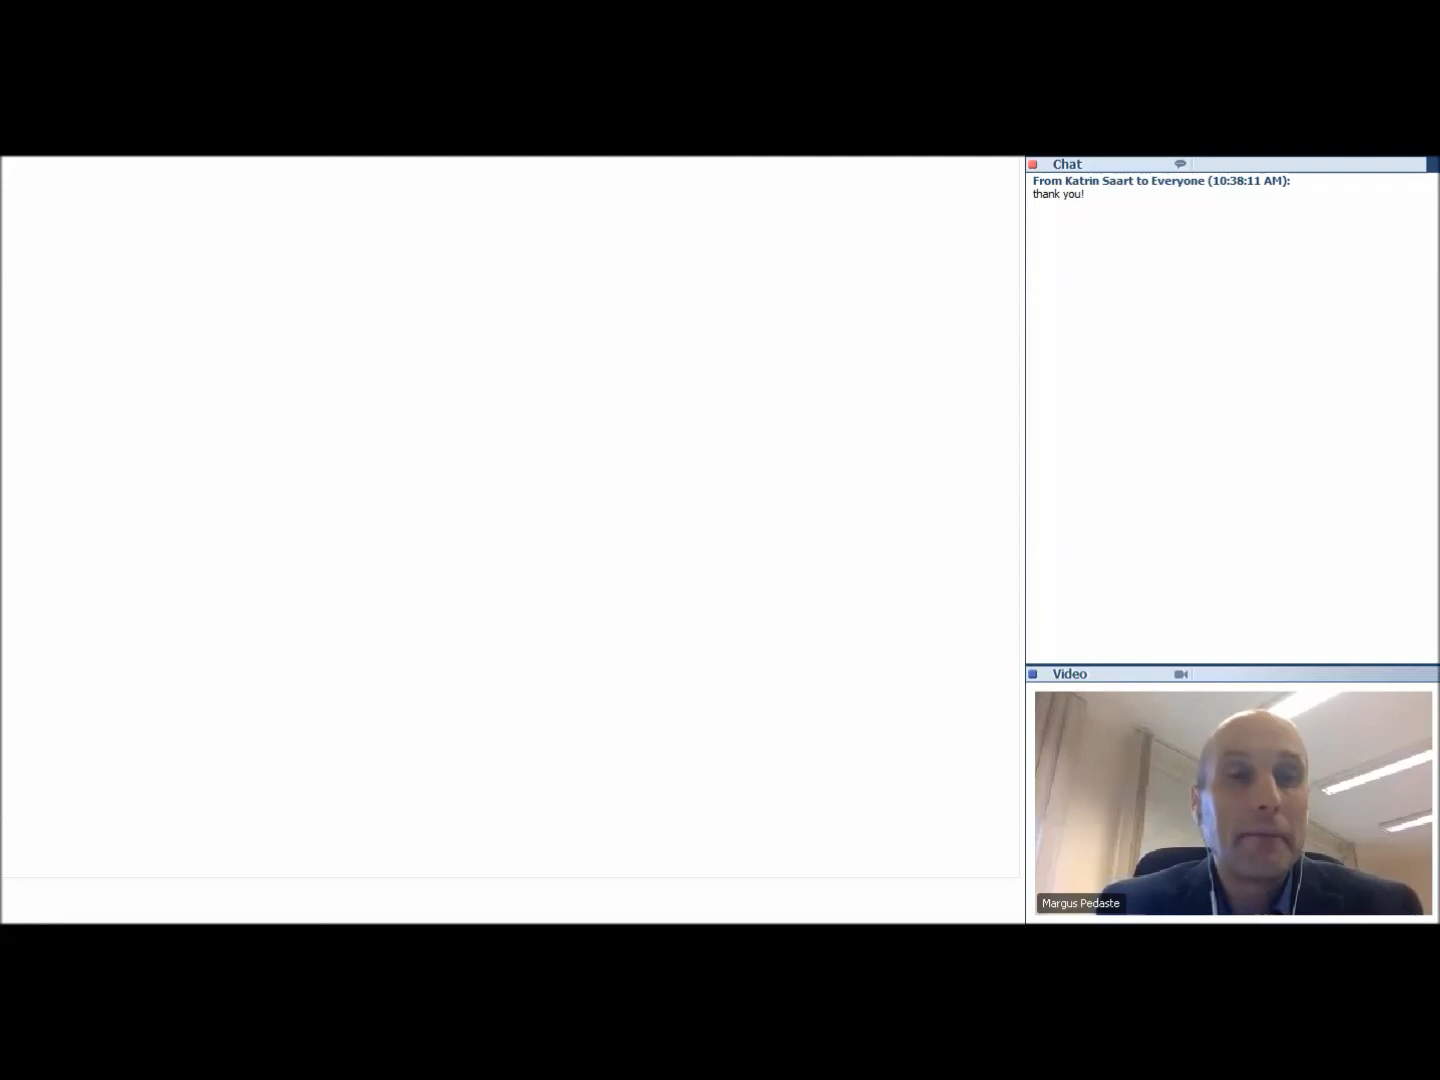 Chat
From Katrin Saart to Everyone (10:38:11 AM):
thank you!
Video
Margus Pedaste